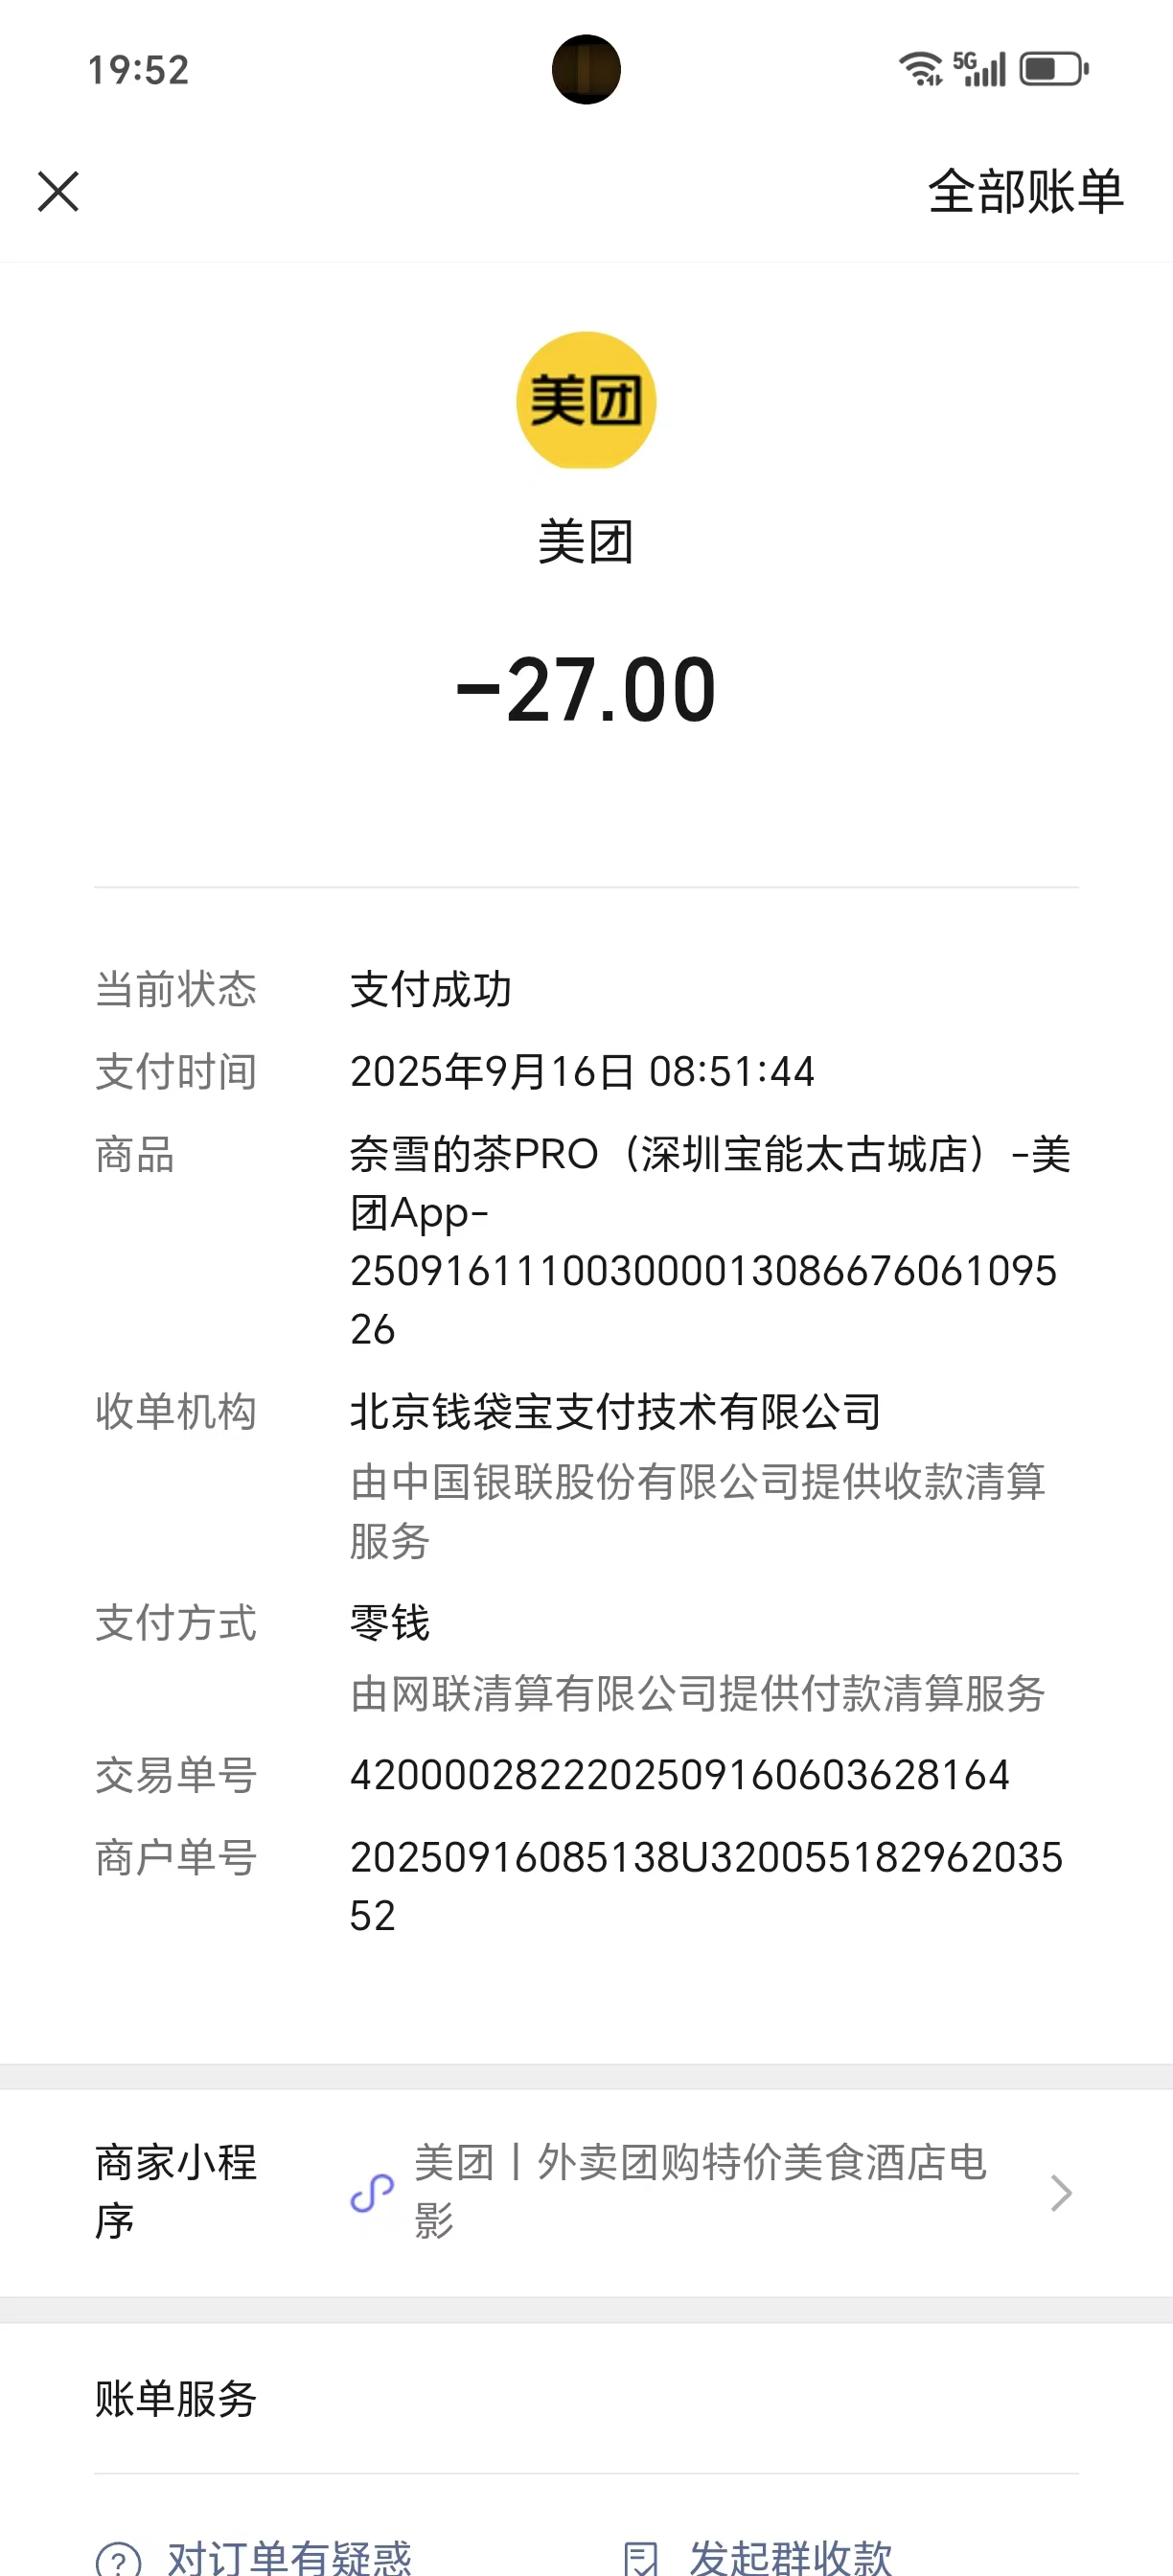 19:52
5G
全部账单
美团
美团
-27.00
当前状态 支付成功
支付时间 2025年9月16日 08:51:44
商品 奈雪的茶PRO（深圳宝能太古城店）-美
团App-
25091611100300001308667606109​5
26
收单机构 北京钱袋宝支付技术有限公司
由中国银联股份有限公司提供收款清算
服务
支付方式 零钱
由网联清算有限公司提供付款清算服务
交易单号 4200002822202509160603628164
商户单号 20250916085138U320055182962035
52
商家小程
序
美团丨外卖团购特价美食酒店电
影
账单服务
对订单有疑惑 发起群收款